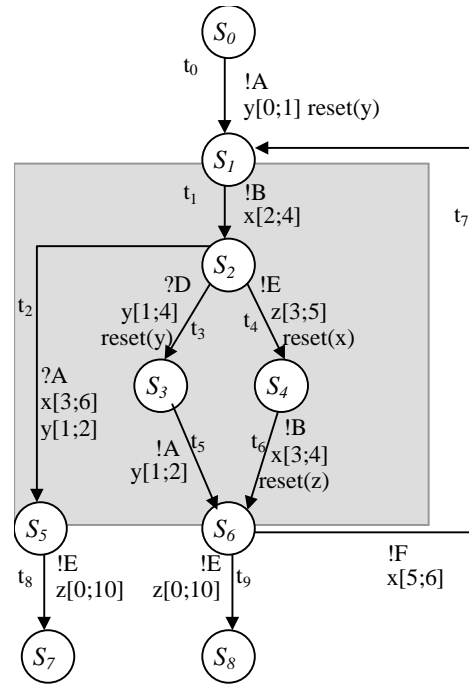 S0
t0
!A
y[0;1] reset(y)
S1
t1
!B
x[2;4]
t7
S2
t2
?D
y[1;4]
reset(y)
t3
!E
z[3;5]
t4
reset(x)
?A
x[3;6]
y[1;2]
S3
S4
!A
y[1;2]
t5
t6
!B
x[3;4]
reset(z)
S5
S6
t8
!E
z[0;10]
!E
z[0;10]
t9
!F
x[5;6]
S7
S8